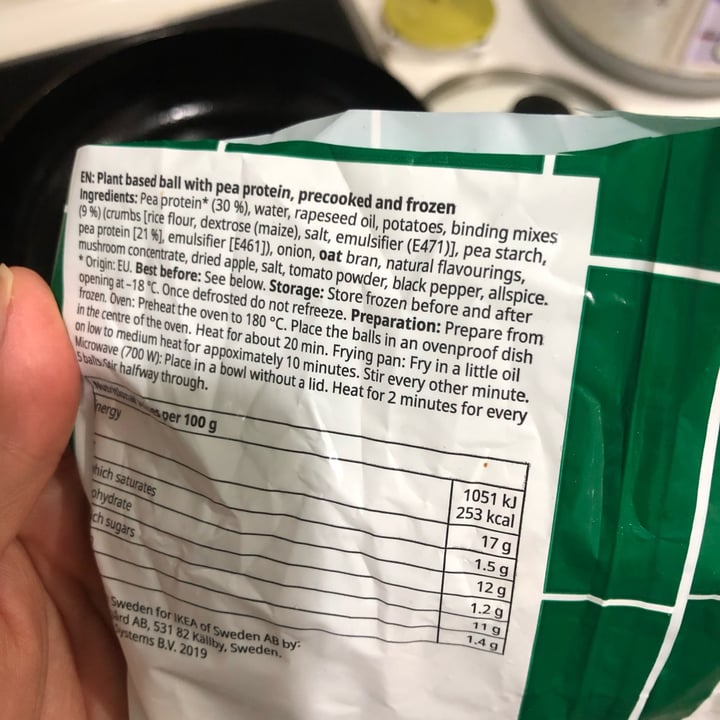 EN: Plant based ball with pea protein, precooked and frozen
Ingredients: Pea protein* (30 %), water, rapeseed oil, potatoes, binding mixes
(9 %) (crumbs [rice flour, dextrose (maize), salt, emulsifier (E471)], pea starch,
pea protein [21 %], emulsifier [E461]), onion, oat bran, natural flavourings,
mushroom concentrate, dried apple, salt, tomato powder, black pepper, allspice.
* Origin: EU. Best before: See below. Storage: Store frozen before and after
opening at –18 °C. Once defrosted do not refreeze. Preparation: Prepare from
frozen. Oven: Preheat the oven to 180 °C. Place the balls in an ovenproof dish
in the centre of the oven. Heat for about 20 min. Frying pan: Fry in a little oil
on low to medium heat for appoximately 10 minutes. Stir every other minute.
Microwave (700 W): Place in a bowl without a lid. Heat for 2 minutes for every
5 balls. Stir halfway through.
Nutritional per 100 g
nergy 1051 kJ
253 kcal
17 g
hich saturates 1.5 g
ohydrate 12 g
ch sugars 1.2 g
11 g
1.4 g
Sweden for IKEA of Sweden AB by:
ård AB, 531 82 Källby, Sweden.
ystems B.V. 2019